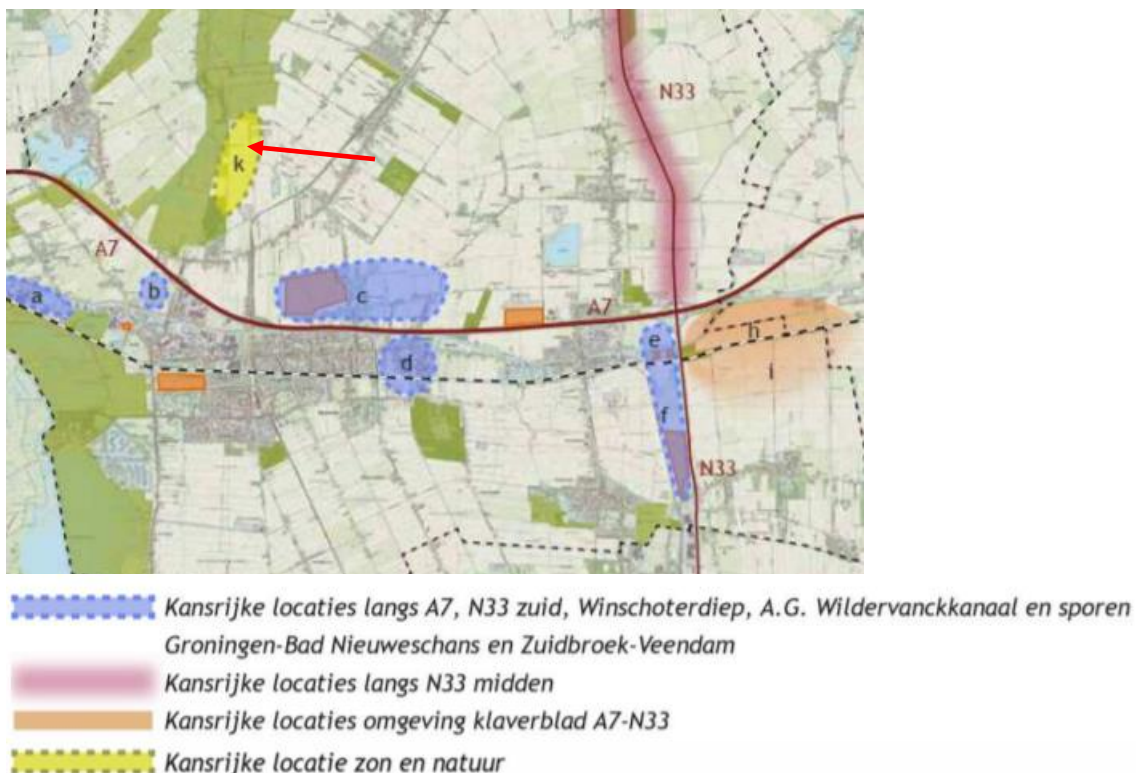 N33
k
A7
a
b
c
A7
h
e
d
i
f
N33
Kansrijke locaties langs A7, N33 zuid, Winschoterdiep, A.G. Wildervanckkanaal en sporen
Groningen-Bad Nieuweschans en Zuidbroek-Veendam
Kansrijke locaties langs N33 midden
Kansrijke locaties omgeving klaverblad A7-N33
Kansrijke locatie zon en natuur